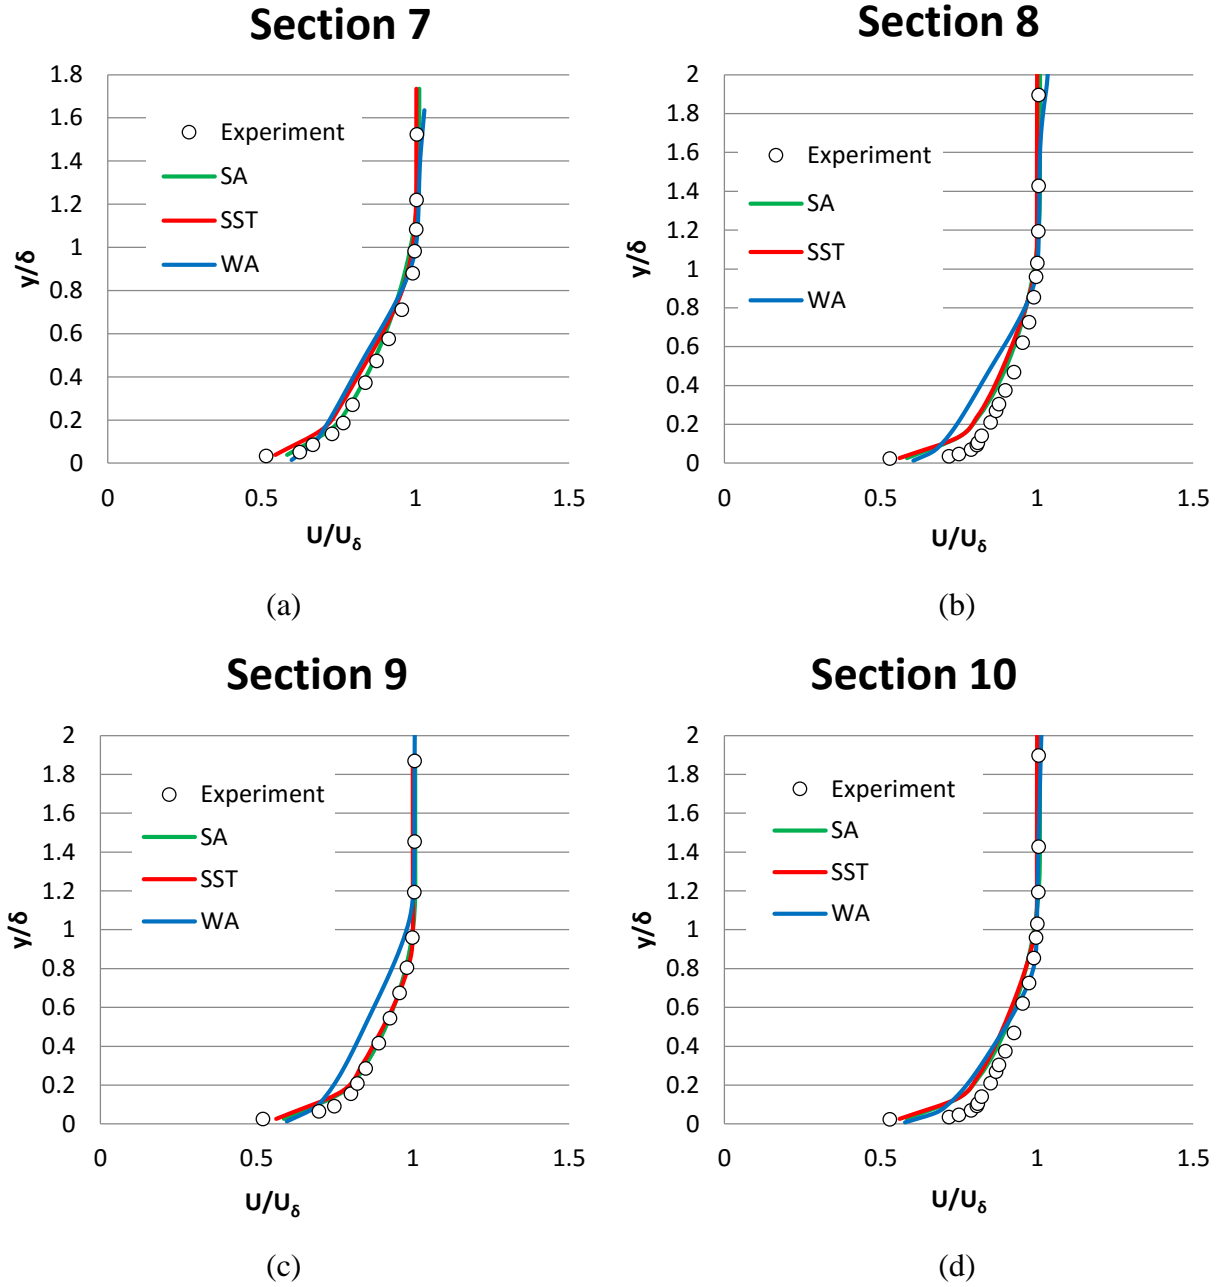 Section 7
1.8
1.6
1.4
1.2
1
0.8
0.6
0.4
0.2
0
y/δ
Experiment
SA
SST
WA
0
0.5
1
1.5
U/Uδ
(a)
Section 8
2
1.8
1.6
1.4
1.2
1
0.8
0.6
0.4
0.2
0
y/δ
Experiment
SA
SST
WA
0
0.5
1
1.5
U/Uδ
(b)
Section 9
2
1.8
1.6
1.4
1.2
1
0.8
0.6
0.4
0.2
0
y/δ
Experiment
SA
SST
WA
0
0.5
1
1.5
U/Uδ
(c)
Section 10
2
1.8
1.6
1.4
1.2
1
0.8
0.6
0.4
0.2
0
y/δ
Experiment
SA
SST
WA
0
0.5
1
1.5
U/Uδ
(d)